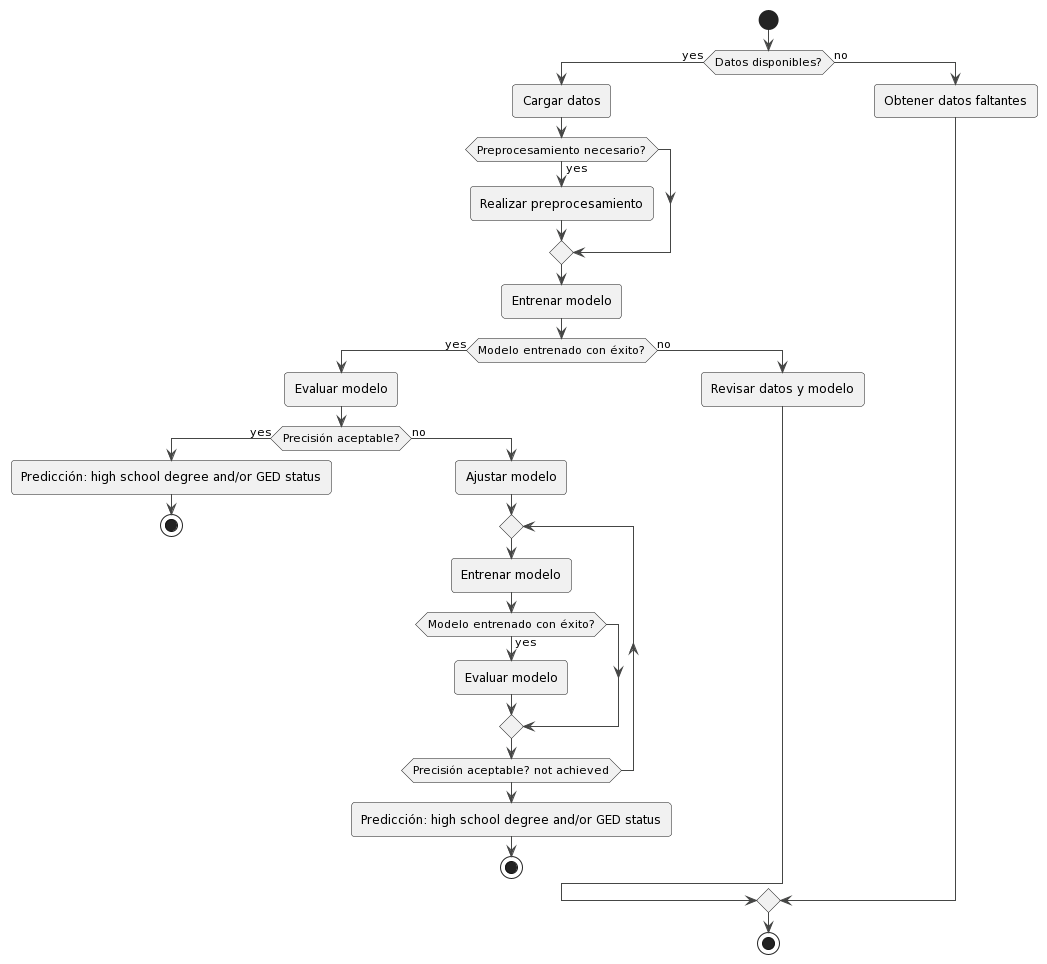 yes
Datos disponibles?
no
Cargar datos
Obtener datos faltantes
Preprocesamiento necesario?
yes
Realizar preprocesamiento
Entrenar modelo
yes
Modelo entrenado con éxito?
no
Evaluar modelo
Revisar datos y modelo
yes
Precisión aceptable?
no
Predicción: high school degree and/or GED status
Ajustar modelo
Entrenar modelo
Modelo entrenado con éxito?
yes
Evaluar modelo
Precisión aceptable? not achieved
Predicción: high school degree and/or GED status